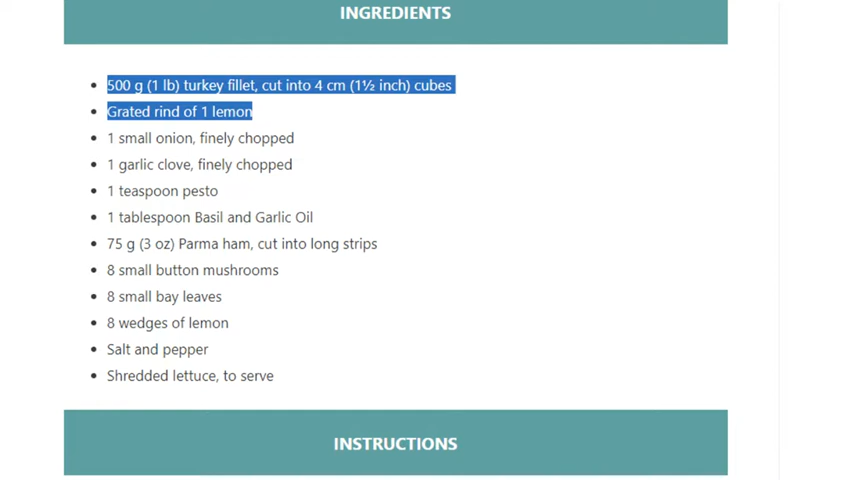 INGREDIENTS
500 g (1 lb) turkey fillet, cut into 4 cm (1½ inch) cubes
Grated rind of 1 lemon
1 small onion, finely chopped
1 garlic clove, finely chopped
1 teaspoon pesto
1 tablespoon Basil and Garlic Oil
75 g (3 oz) Parma ham, cut into long strips
8 small button mushrooms
8 small bay leaves
8 wedges of lemon
Salt and pepper
Shredded lettuce, to serve
INSTRUCTIONS